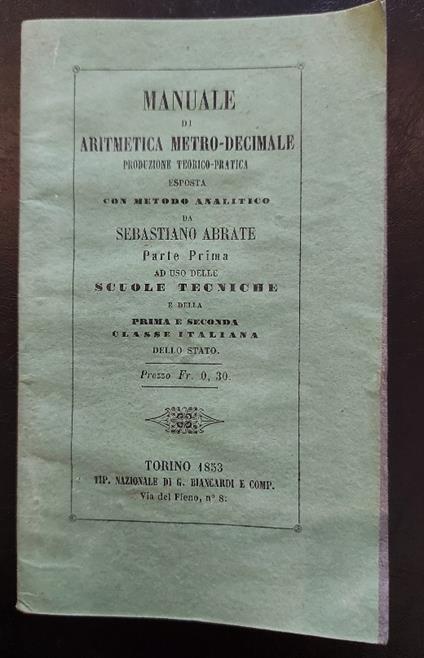 MANUALE
DI
ARITMETICA METRO-DECIMALE
PRODUZIONE TEORICO-PRATICA
ESPOSTA
CON METODO ANALITICO
DA
SEBASTIANO ABRATE
Parte Prima
AD USO DELLE
SCUOLE TECNICHE
E DELLA
PRIMA E SECONDA
CLASSE ITALIANA
DELLO STATO.
Prezzo Fr. 0, 30.
TORINO 1853
TIP. NAZIONALE DI G. BIANCARDI E COMP.
Via del Fieno, n° 8.